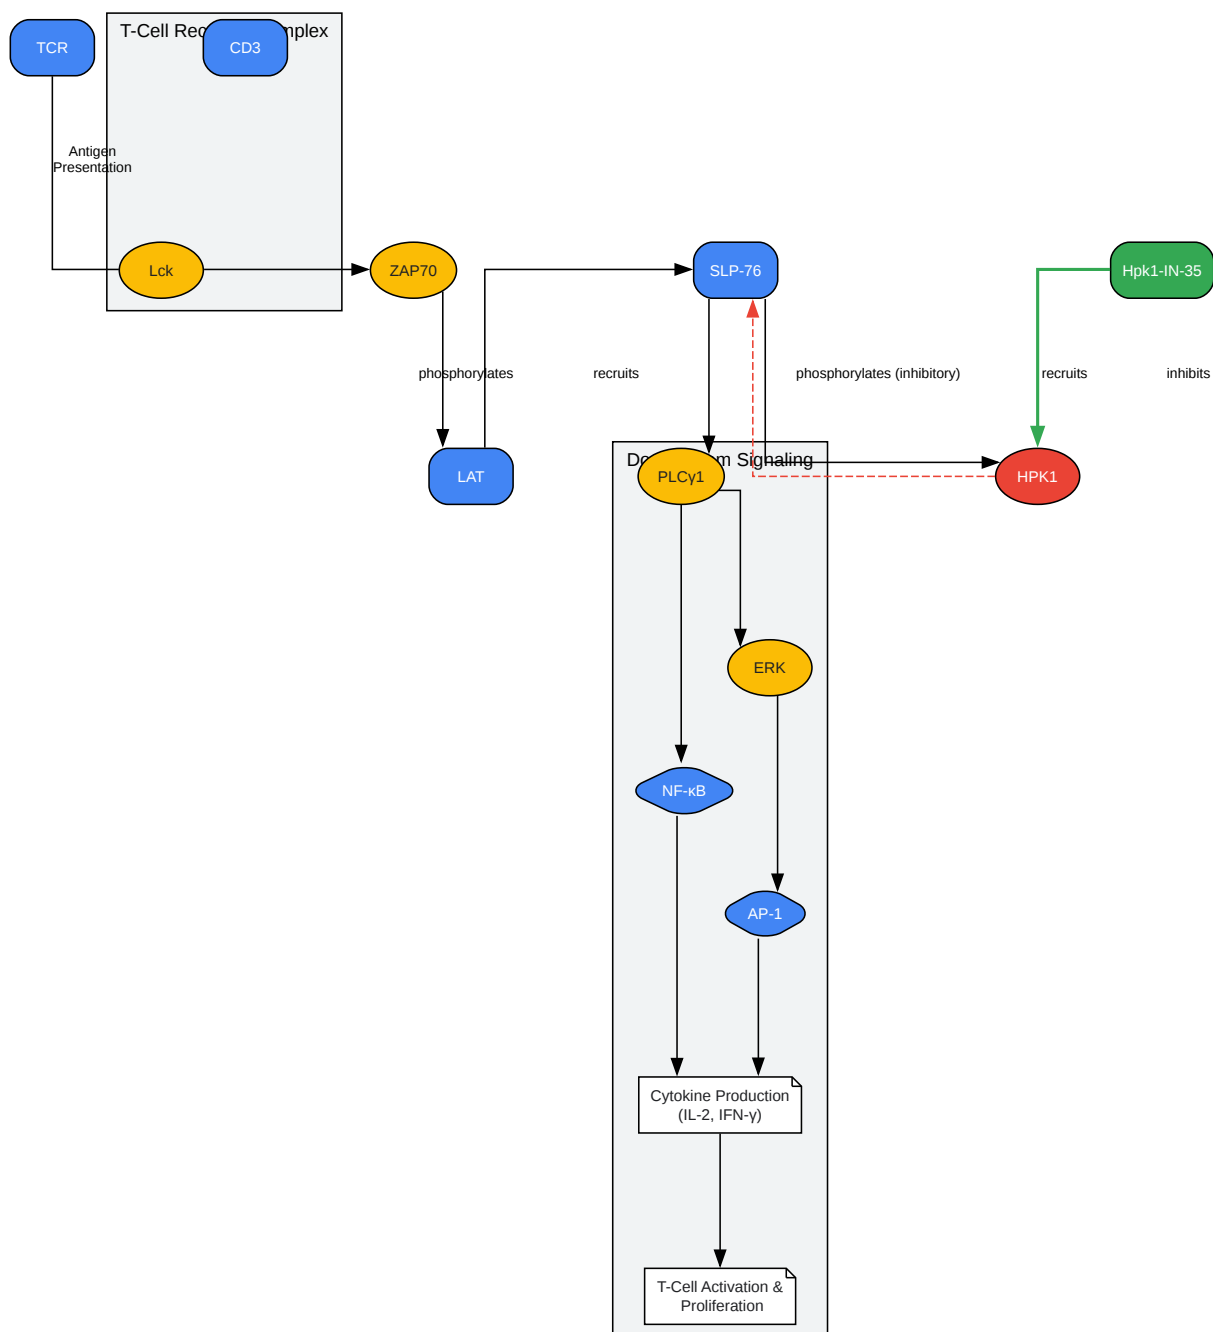 T-Cell Rec mplex
TCR
CD3
Antigen
Presentation
Lck
ZAP70
SLP-76
Hpk1-IN-35
phosphorylates
recruits
phosphorylates (inhibitory)
recruits
inhibits
Do m Signaling
LAT
PLCγ1
HPK1
ERK
NF-κB
AP-1
Cytokine Production
(IL-2, IFN-γ)
T-Cell Activation &
Proliferation